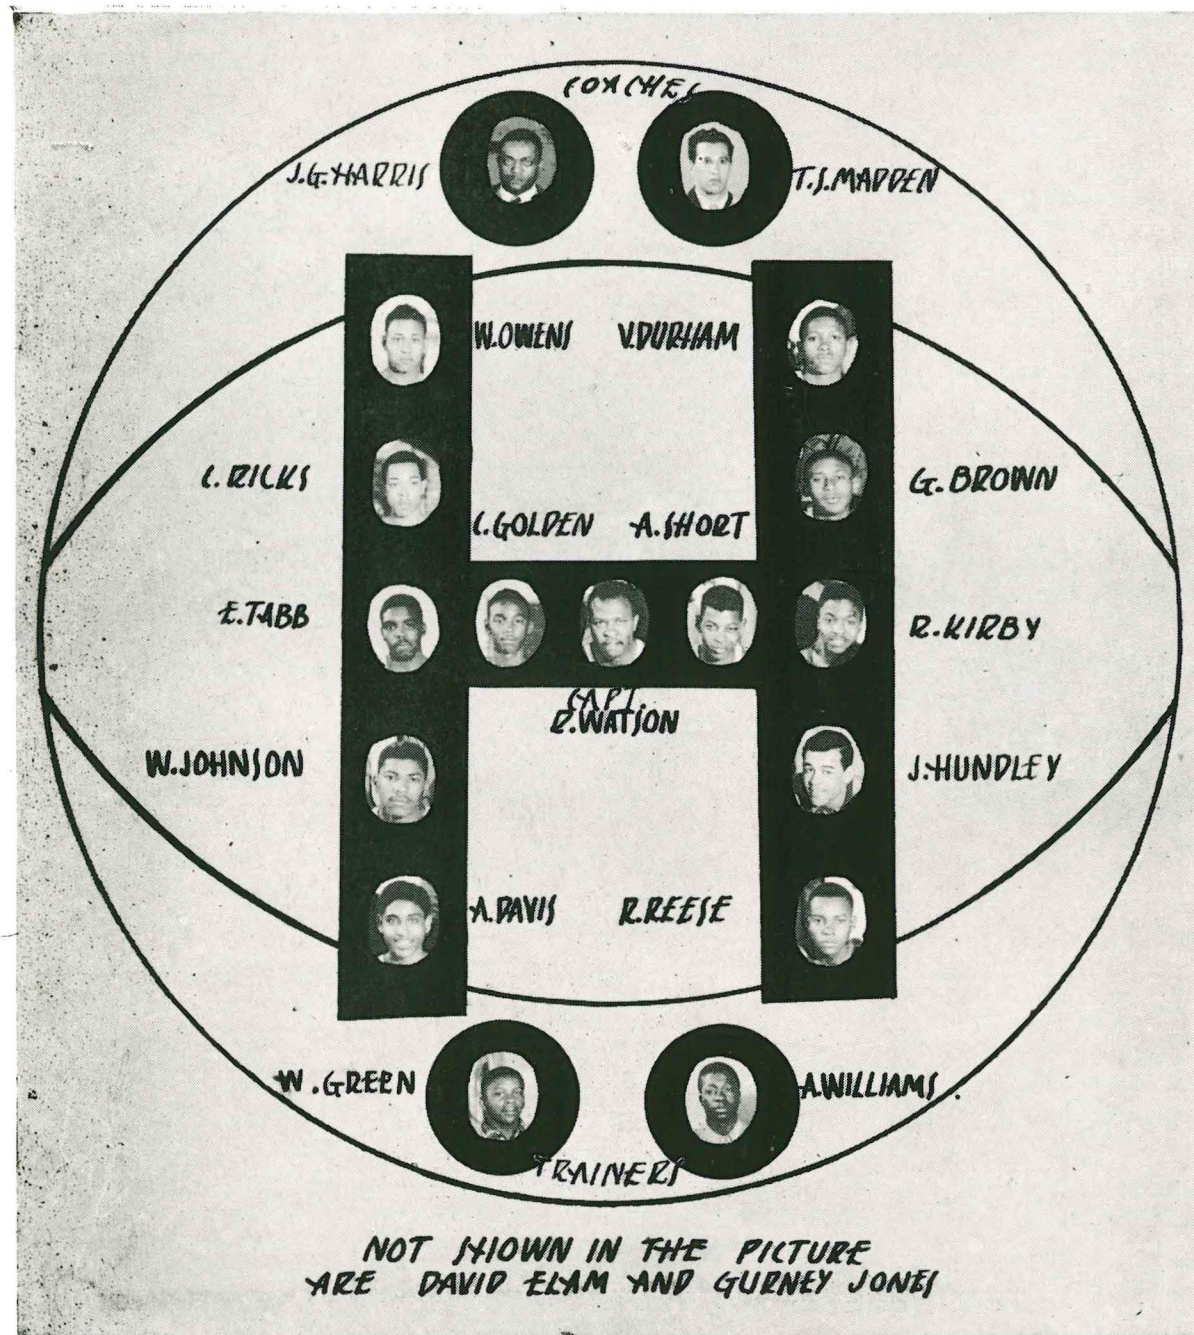 COACHES
J.G.HARRIS
T.S.MADDEN
W.OWENS V.DURHAM
C.RICKS
G.BROWN
C.GOLDEN A.SHORT
E.TABB
R.KIRBY
CAPT.
R.WATSON
W.JOHNSON
J.HUNDLEY
A.DAVIS R.REESE
W.GREEN
A.WILLIAMS.
TRAINERS
NOT SHOWN IN THE PICTURE
ARE DAVID ELAM AND GURNEY JONES